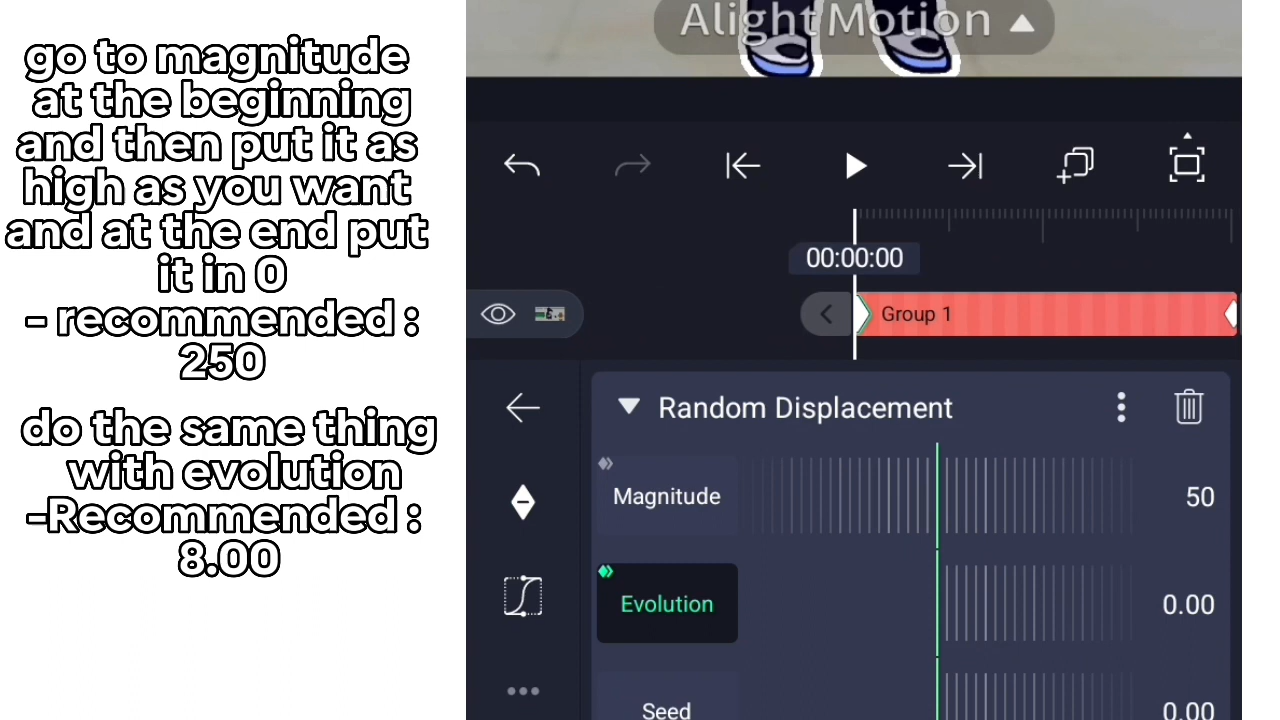 go to magnitude
at the beginning
and then put it as
high as you want
and at the end put
it in 0
- recommended :
250
do the same thing
with evolution
-Recommended :
8.00
Alight Motion
00:00:00
Group 1
Random Displacement
Magnitude
50
Evolution
0.00
Seed
0.00